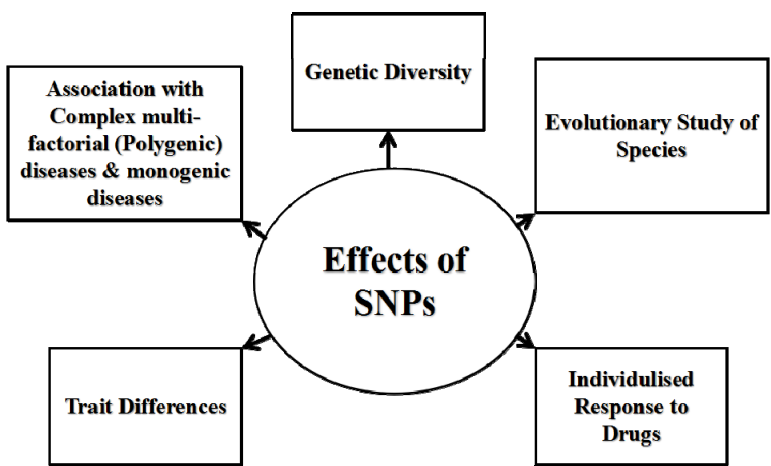 Genetic Diversity
Association with
Complex multi-
factorial (Polygenic)
diseases & monogenic
diseases
Evolutionary Study of
Species
Effects of
SNPs
Trait Differences
Individulised
Response to
Drugs